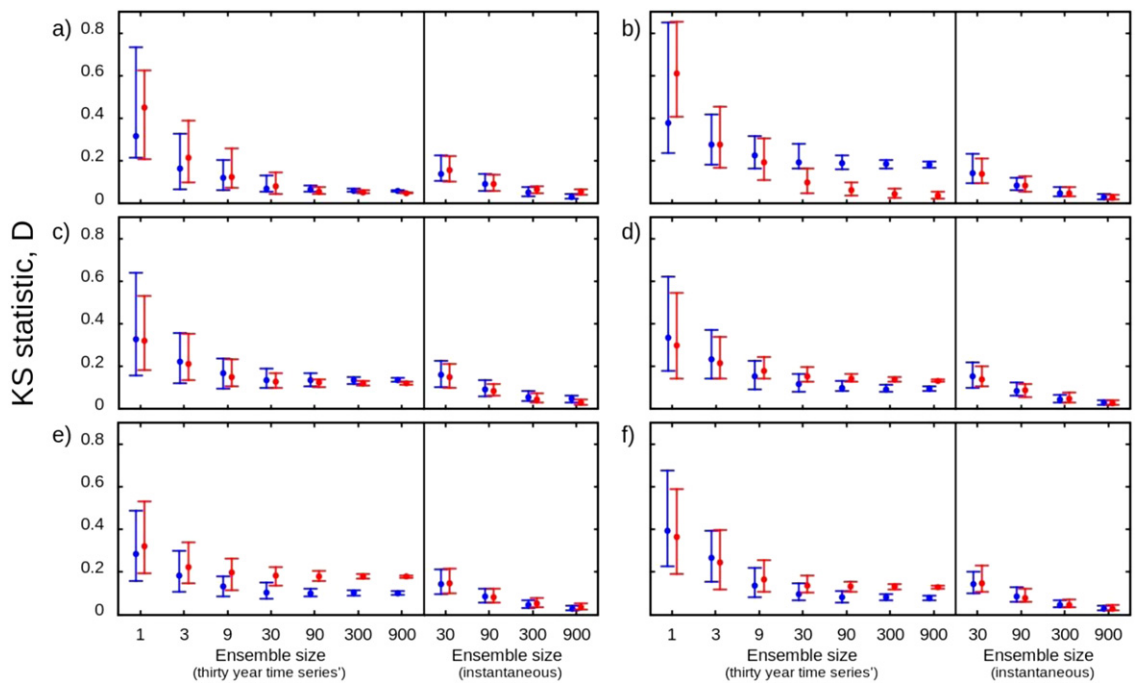 a)
0.8
0.6
0.4
0.2
0
b)
c)
0.8
0.6
0.4
0.2
0
d)
KS statistic, D
e)
0.8
0.6
0.4
0.2
0
f)
1 3 9 30 90 300 900 30 90 300 900
1 3 9 30 90 300 900 30 90 300 900
Ensemble size
(thirty year time series')
Ensemble size
(instantaneous)
Ensemble size
(thirty year time series')
Ensemble size
(instantaneous)